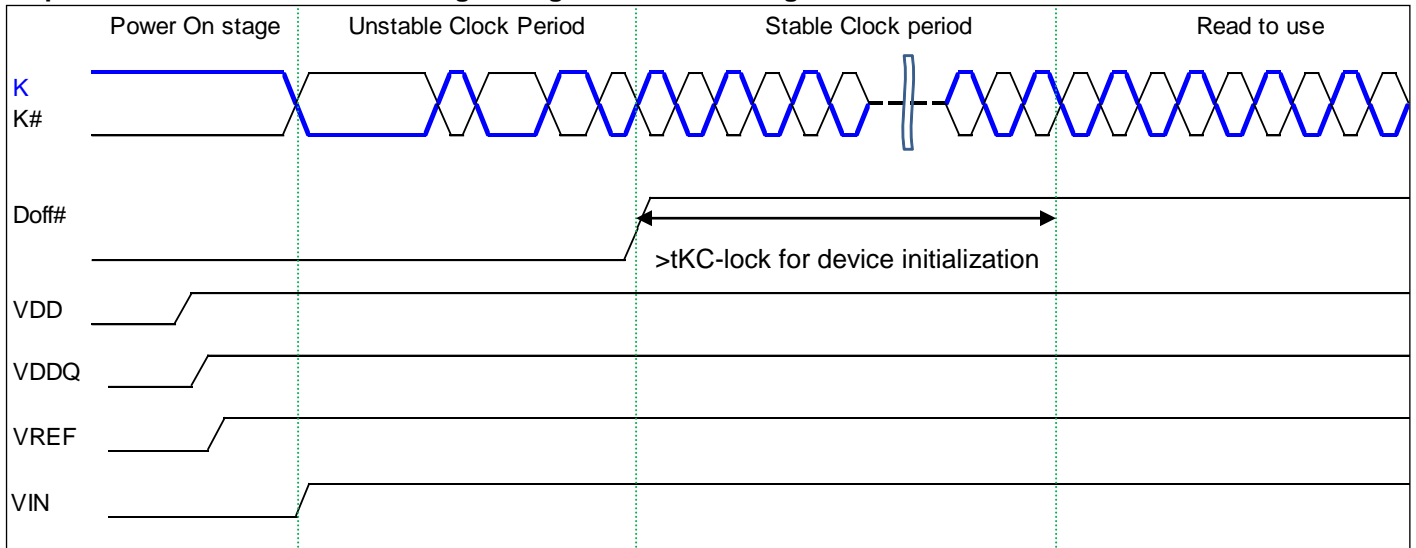 Power On stage
Unstable Clock Period
Stable Clock period
Read to use
K
K#
Doff#
>tKC-lock for device initialization
VDD
VDDQ
VREF
VIN